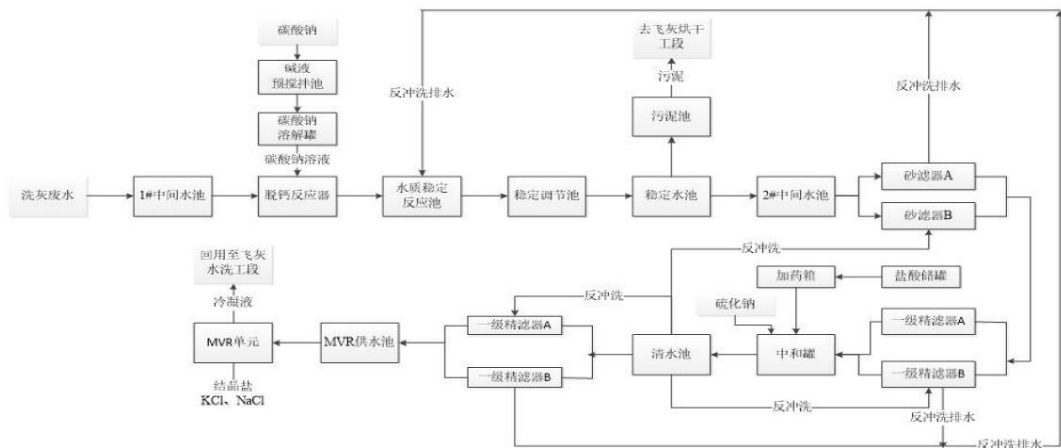 碳酸钠
碱液
预搅拌池
碳酸钠
溶解罐
碳酸钠溶液
反冲洗排水
去飞灰烘干
工段
污泥
污泥池
反冲洗排水
洗灰废水
1#中间水池
脱钙反应器
水质稳定
反应池
稳定调节池
稳定水池
2#中间水池
砂滤器A
砂滤器B
反冲洗
回用至飞灰
水洗工段
冷凝液
MVR单元
结晶盐
KCl、NaCl
MVR供水池
反冲洗
一级精滤器A
一级精滤器B
清水池
硫化钠
加药箱
盐酸储罐
中和罐
一级精滤器A
一级精滤器B
反冲洗
反冲洗排水
反冲洗排水